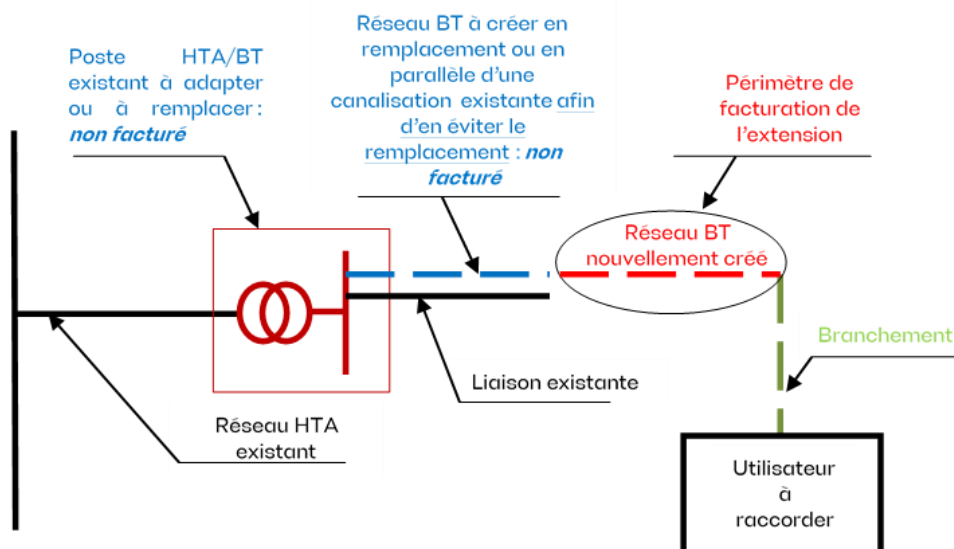 Poste HTA/BT
existant à adapter
ou à remplacer :
non facturé
Réseau BT à créer en
remplacement ou en
parallèle d’une
canalisation existante afin
d’en éviter le
remplacement : non
facturé
Périmètre de
facturation de
l’extension
Réseau BT
nouvellement créé
Branchement
Liaison existante
Réseau HTA
existant
Utilisateur
à
raccorder